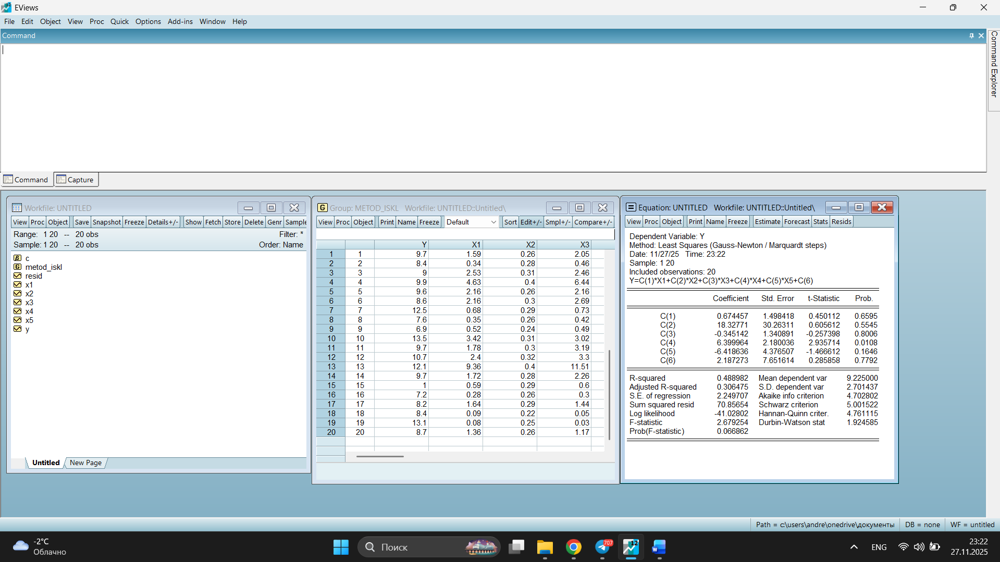 EViews
File Edit Object View Proc Quick Options Add-ins Window Help
Command
Command Explorer
Command Capture
Workfile: UNTITLED
View Proc Object Save Snapshot Freeze Details+/- Show Fetch Store Delete Genr Sample
Range: 1 20 -- 20 obs Filter: *
Sample: 1 20 -- 20 obs Order: Name
β c
G metod_iskl
resid
x1
x2
x3
x4
x5
y
Untitled New Page
G Group: METOD_ISKL Workfile: UNTITLED::Untitled\
View Proc Object Print Name Freeze Default Sort Edit+/- Smpl+/- Compare+/-
Y X1 X2 X3
1 1 9.7 1.59 0.26 2.05
2 2 8.4 0.34 0.28 0.46
3 3 9 2.53 0.31 2.46
4 4 9.9 4.63 0.4 6.44
5 5 9.6 2.16 0.26 2.16
6 6 8.6 2.16 0.3 2.69
7 7 12.5 0.68 0.29 0.73
8 8 7.6 0.35 0.26 0.42
9 9 6.9 0.52 0.24 0.49
10 10 13.5 3.42 0.31 3.02
11 11 9.7 1.78 0.3 3.19
12 12 10.7 2.4 0.32 3.3
13 13 12.1 9.36 0.4 11.51
14 14 9.7 1.72 0.28 2.26
15 15 1 0.59 0.29 0.6
16 16 7.2 0.28 0.26 0.3
17 17 8.2 1.64 0.29 1.44
18 18 8.4 0.09 0.22 0.05
19 19 13.1 0.08 0.25 0.03
20 20 8.7 1.36 0.26 1.17
= Equation: UNTITLED Workfile: UNTITLED::Untitled\
View Proc Object Print Name Freeze Estimate Forecast Stats Resids
Dependent Variable: Y
Method: Least Squares (Gauss-Newton / Marquardt steps)
Date: 11/27/25 Time: 23:22
Sample: 1 20
Included observations: 20
Y=C(1)*X1+C(2)*X2+C(3)*X3+C(4)*X4+C(5)*X5+C(6)
Coefficient Std. Error t-Statistic Prob.
C(1) 0.674457 1.498418 0.450112 0.6595
C(2) 18.32771 30.26311 0.605612 0.5545
C(3) -0.345142 1.340891 -0.257398 0.8006
C(4) 6.399964 2.180036 2.935714 0.0108
C(5) -6.418636 4.376507 -1.466612 0.1646
C(6) 2.187273 7.651614 0.285858 0.7792
R-squared 0.488982 Mean dependent var 9.225000
Adjusted R-squared 0.306475 S.D. dependent var 2.701437
S.E. of regression 2.249707 Akaike info criterion 4.702802
Sum squared resid 70.85654 Schwarz criterion 5.001522
Log likelihood -41.02802 Hannan-Quinn criter. 4.761115
F-statistic 2.679254 Durbin-Watson stat 1.924585
Prob(F-statistic) 0.066862
Path = c:\users\andre\onedrive\документы DB = none WF = untitled
-2°C
Облачно
Поиск
707
12
W
ENG
23:22
27.11.2025